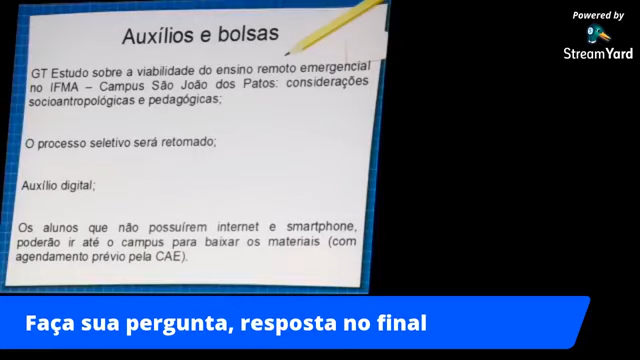 Powered by
StreamYard
Auxílios e bolsas
GT Estudo sobre a viabilidade do ensino remoto emergencial
no IFMA – Campus São João dos Patos: considerações
socioantropológicas e pedagógicas;
O processo seletivo será retomado;
Auxílio digital;
Os alunos que não possuírem internet e smartphone,
poderão ir até o campus para baixar os materiais (com
agendamento prévio pela CAE).
Faça sua pergunta, resposta no final